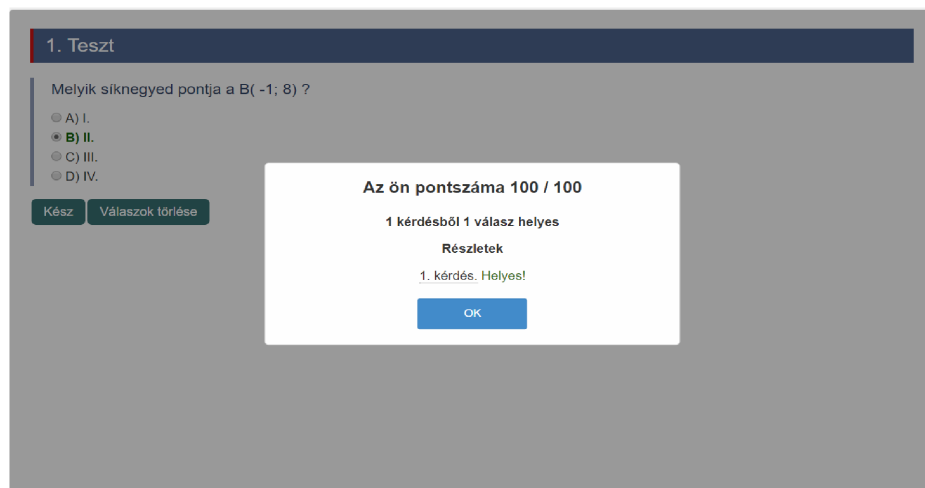 1. Teszt
Melyik síknegyed pontja a B( -1; 8) ?
A) I.
B) II.
C) III.
D) IV.
Kész
Válaszok törlése
Az ön pontszáma 100 / 100
1 kérdésből 1 válasz helyes
Részletek
1. kérdés. Helyes!
OK